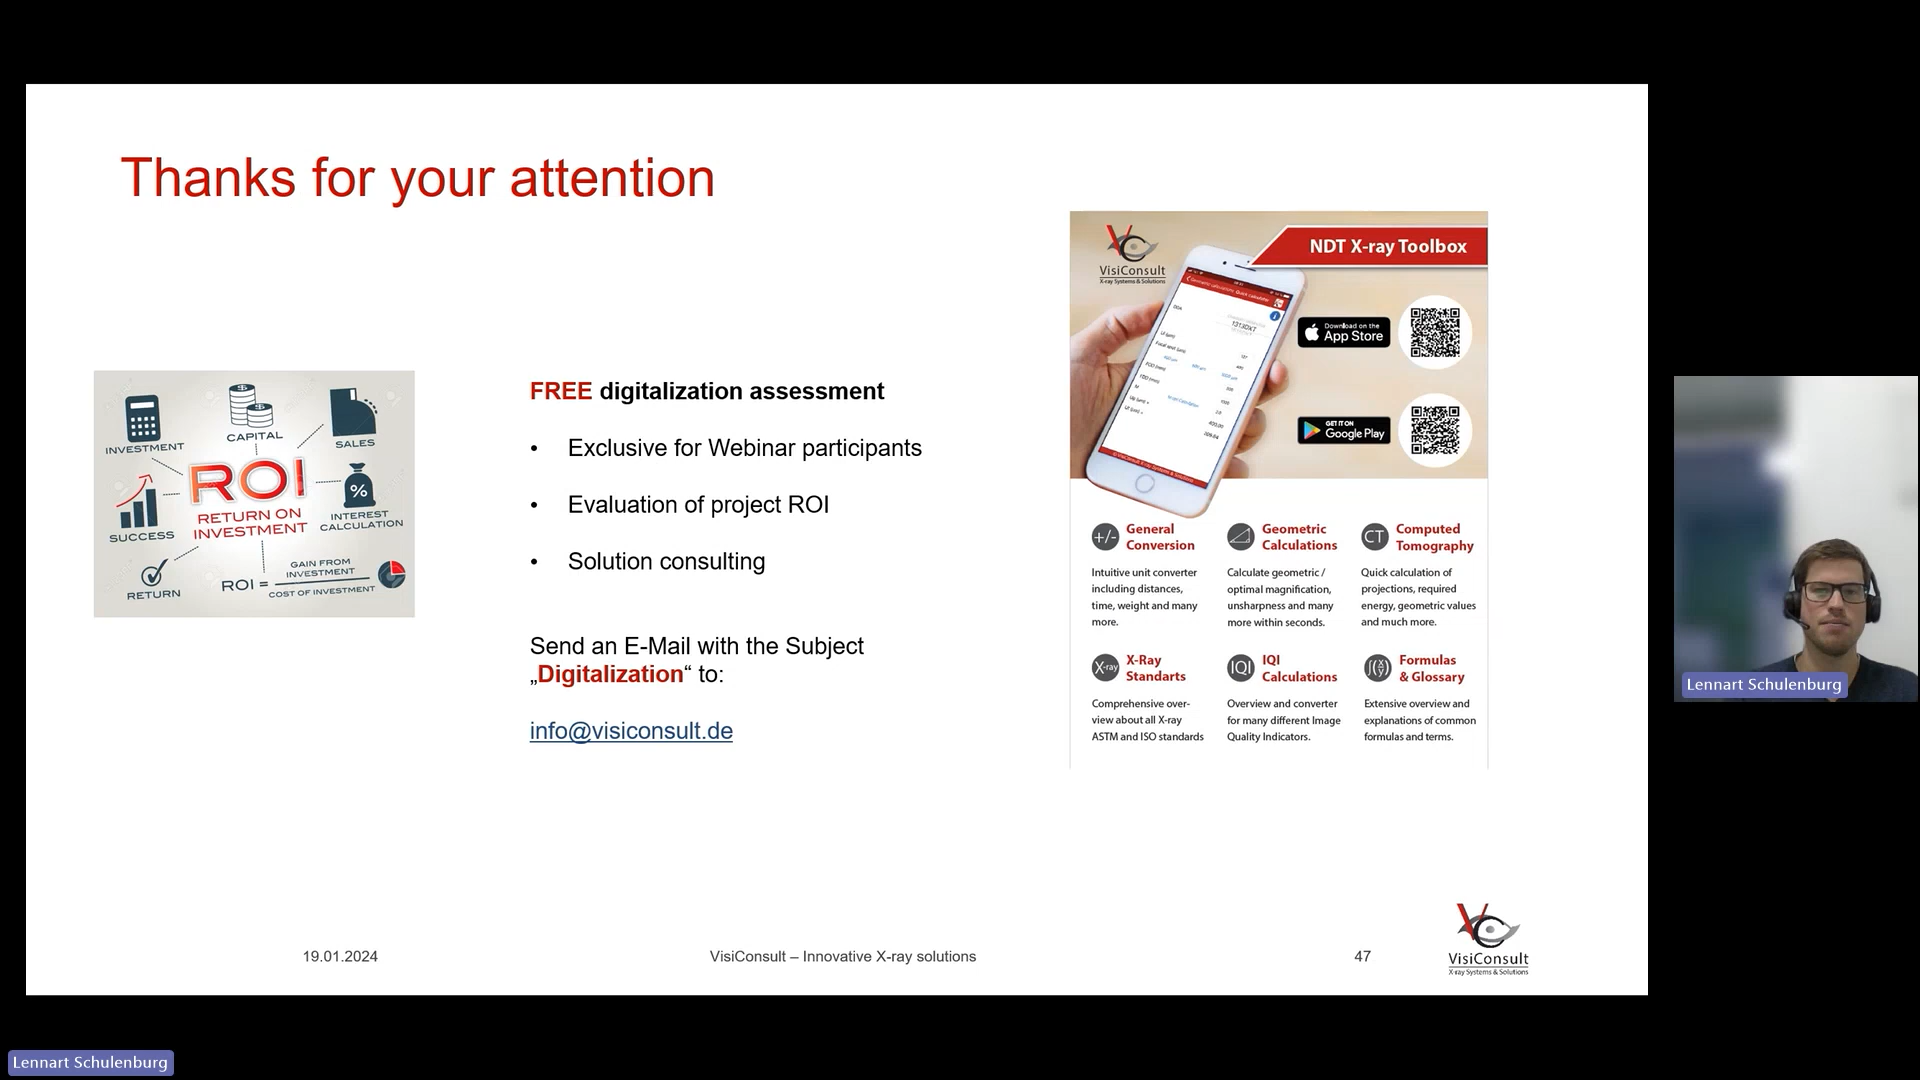 Thanks for your attention
INVESTMENT
CAPITAL
SALES
ROI
RETURN ON
INVESTMENT
SUCCESS
INTEREST
CALCULATION
RETURN
ROI =
GAIN FROM
INVESTMENT
COST OF INVESTMENT
%
FREE digitalization assessment
• Exclusive for Webinar participants
• Evaluation of project ROI
• Solution consulting
Send an E-Mail with the Subject
„Digitalization“ to:
info@visiconsult.de
VisiConsult
X-ray Systems & Solutions
NDT X-ray Toolbox
Download on the
App Store
GET IT ON
Google Play
+/- General
Conversion
Intuitive unit converter
including distances,
time, weight and many
more.
Geometric
Calculations
Calculate geometric /
optimal magnification,
unsharpness and many
more within seconds.
CT Computed
Tomography
Quick calculation of
projections, required
energy, geometric values
and much more.
X-ray X-Ray
Standarts
Comprehensive over-
view about all X-ray
ASTM and ISO standards
IQI IQI
Calculations
Overview and converter
for many different Image
Quality Indicators.
Formulas
& Glossary
Extensive overview and
explanations of common
formulas and terms.
19.01.2024
VisiConsult – Innovative X-ray solutions
47
VisiConsult
X-ray Systems & Solutions
Lennart Schulenburg
Lennart Schulenburg